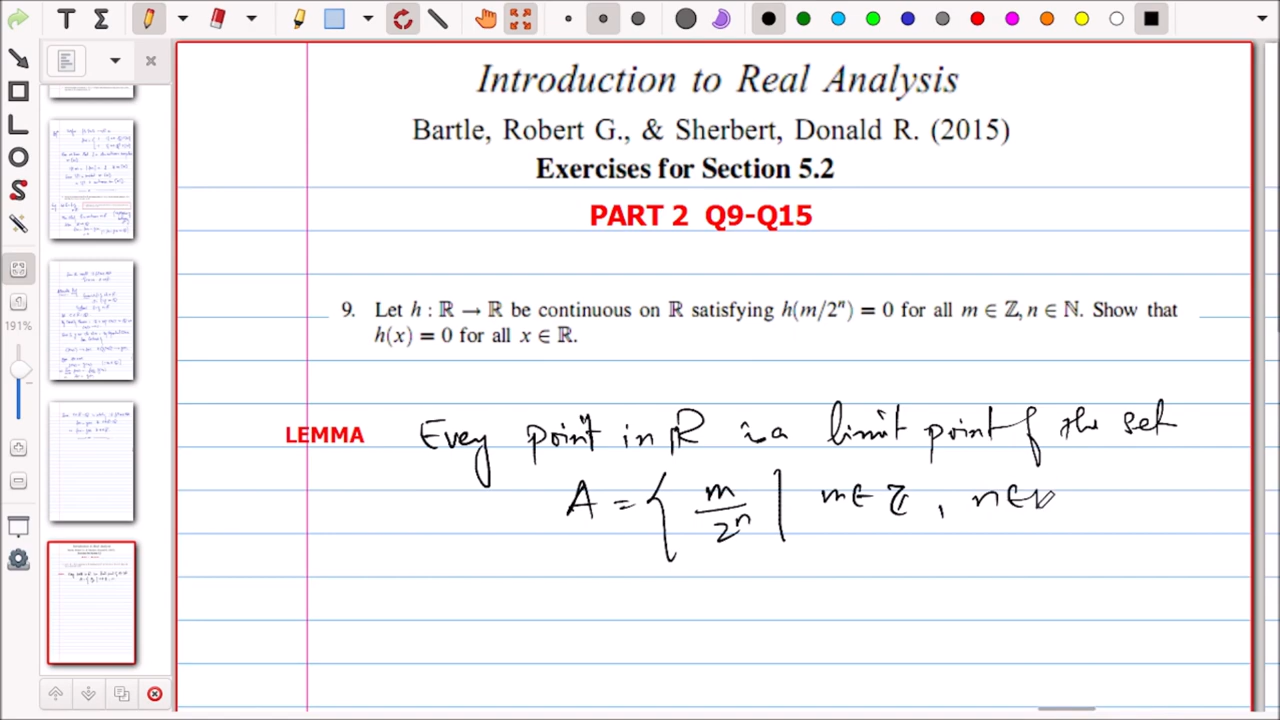 Introduction to Real Analysis
Bartle, Robert G., & Sherbert, Donald R. (2015)
Exercises for Section 5.2
PART 2 Q9-Q15
9. Let h : ℝ → ℝ be continuous on ℝ satisfying h(m/2ⁿ) = 0 for all m ∈ ℤ, n ∈ ℕ. Show that
h(x) = 0 for all x ∈ ℝ.
LEMMA Every point in ℝ is a limit point of the set
A = { m/2ⁿ | m ∈ ℤ, n ∈ ℕ
191%